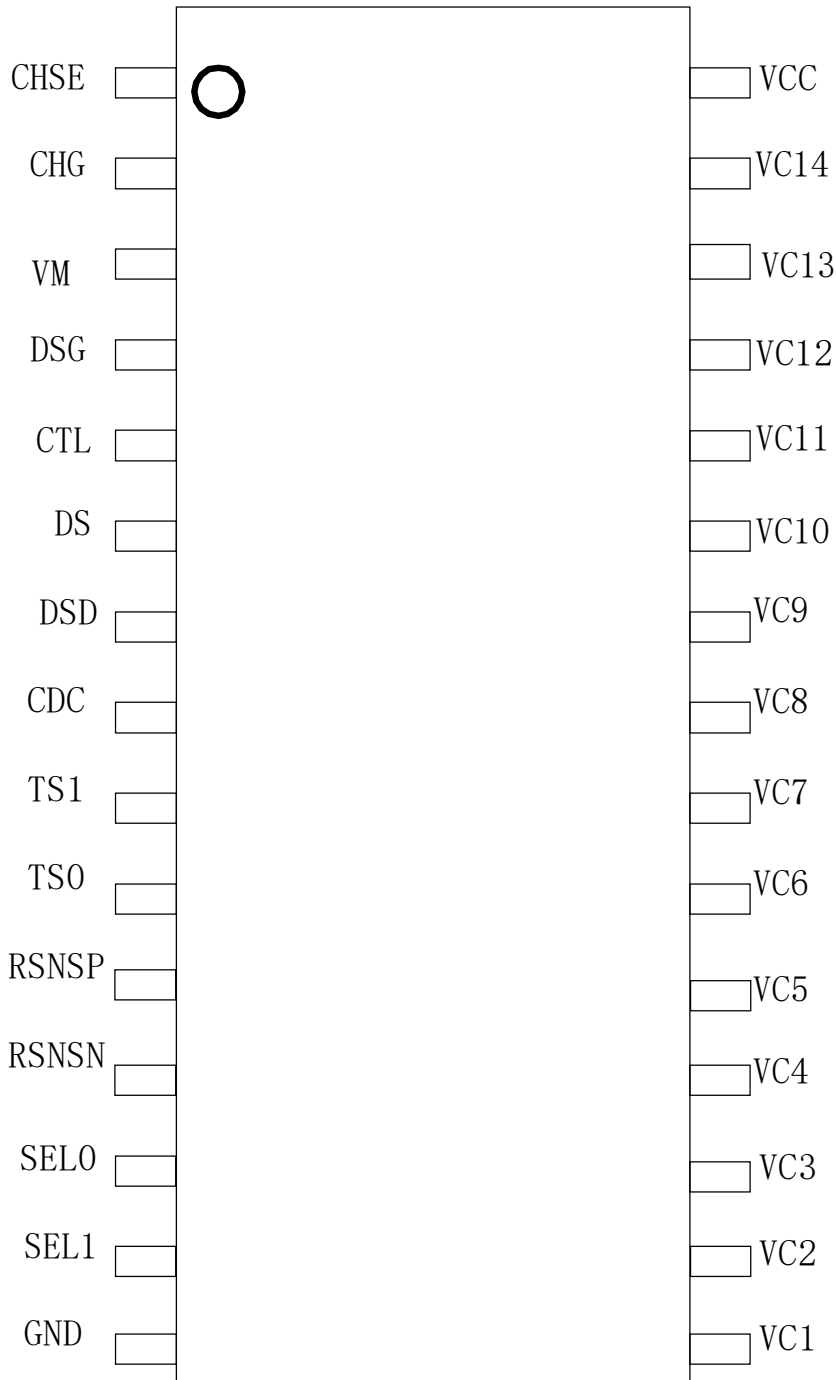 CHSE VCC
CHG VC14
VM VC13
DSG VC12
CTL VC11
DS VC10
DSD VC9
CDC VC8
TS1 VC7
TS0 VC6
RSNSP VC5
RSNSN VC4
SEL0 VC3
SEL1 VC2
GND VC1